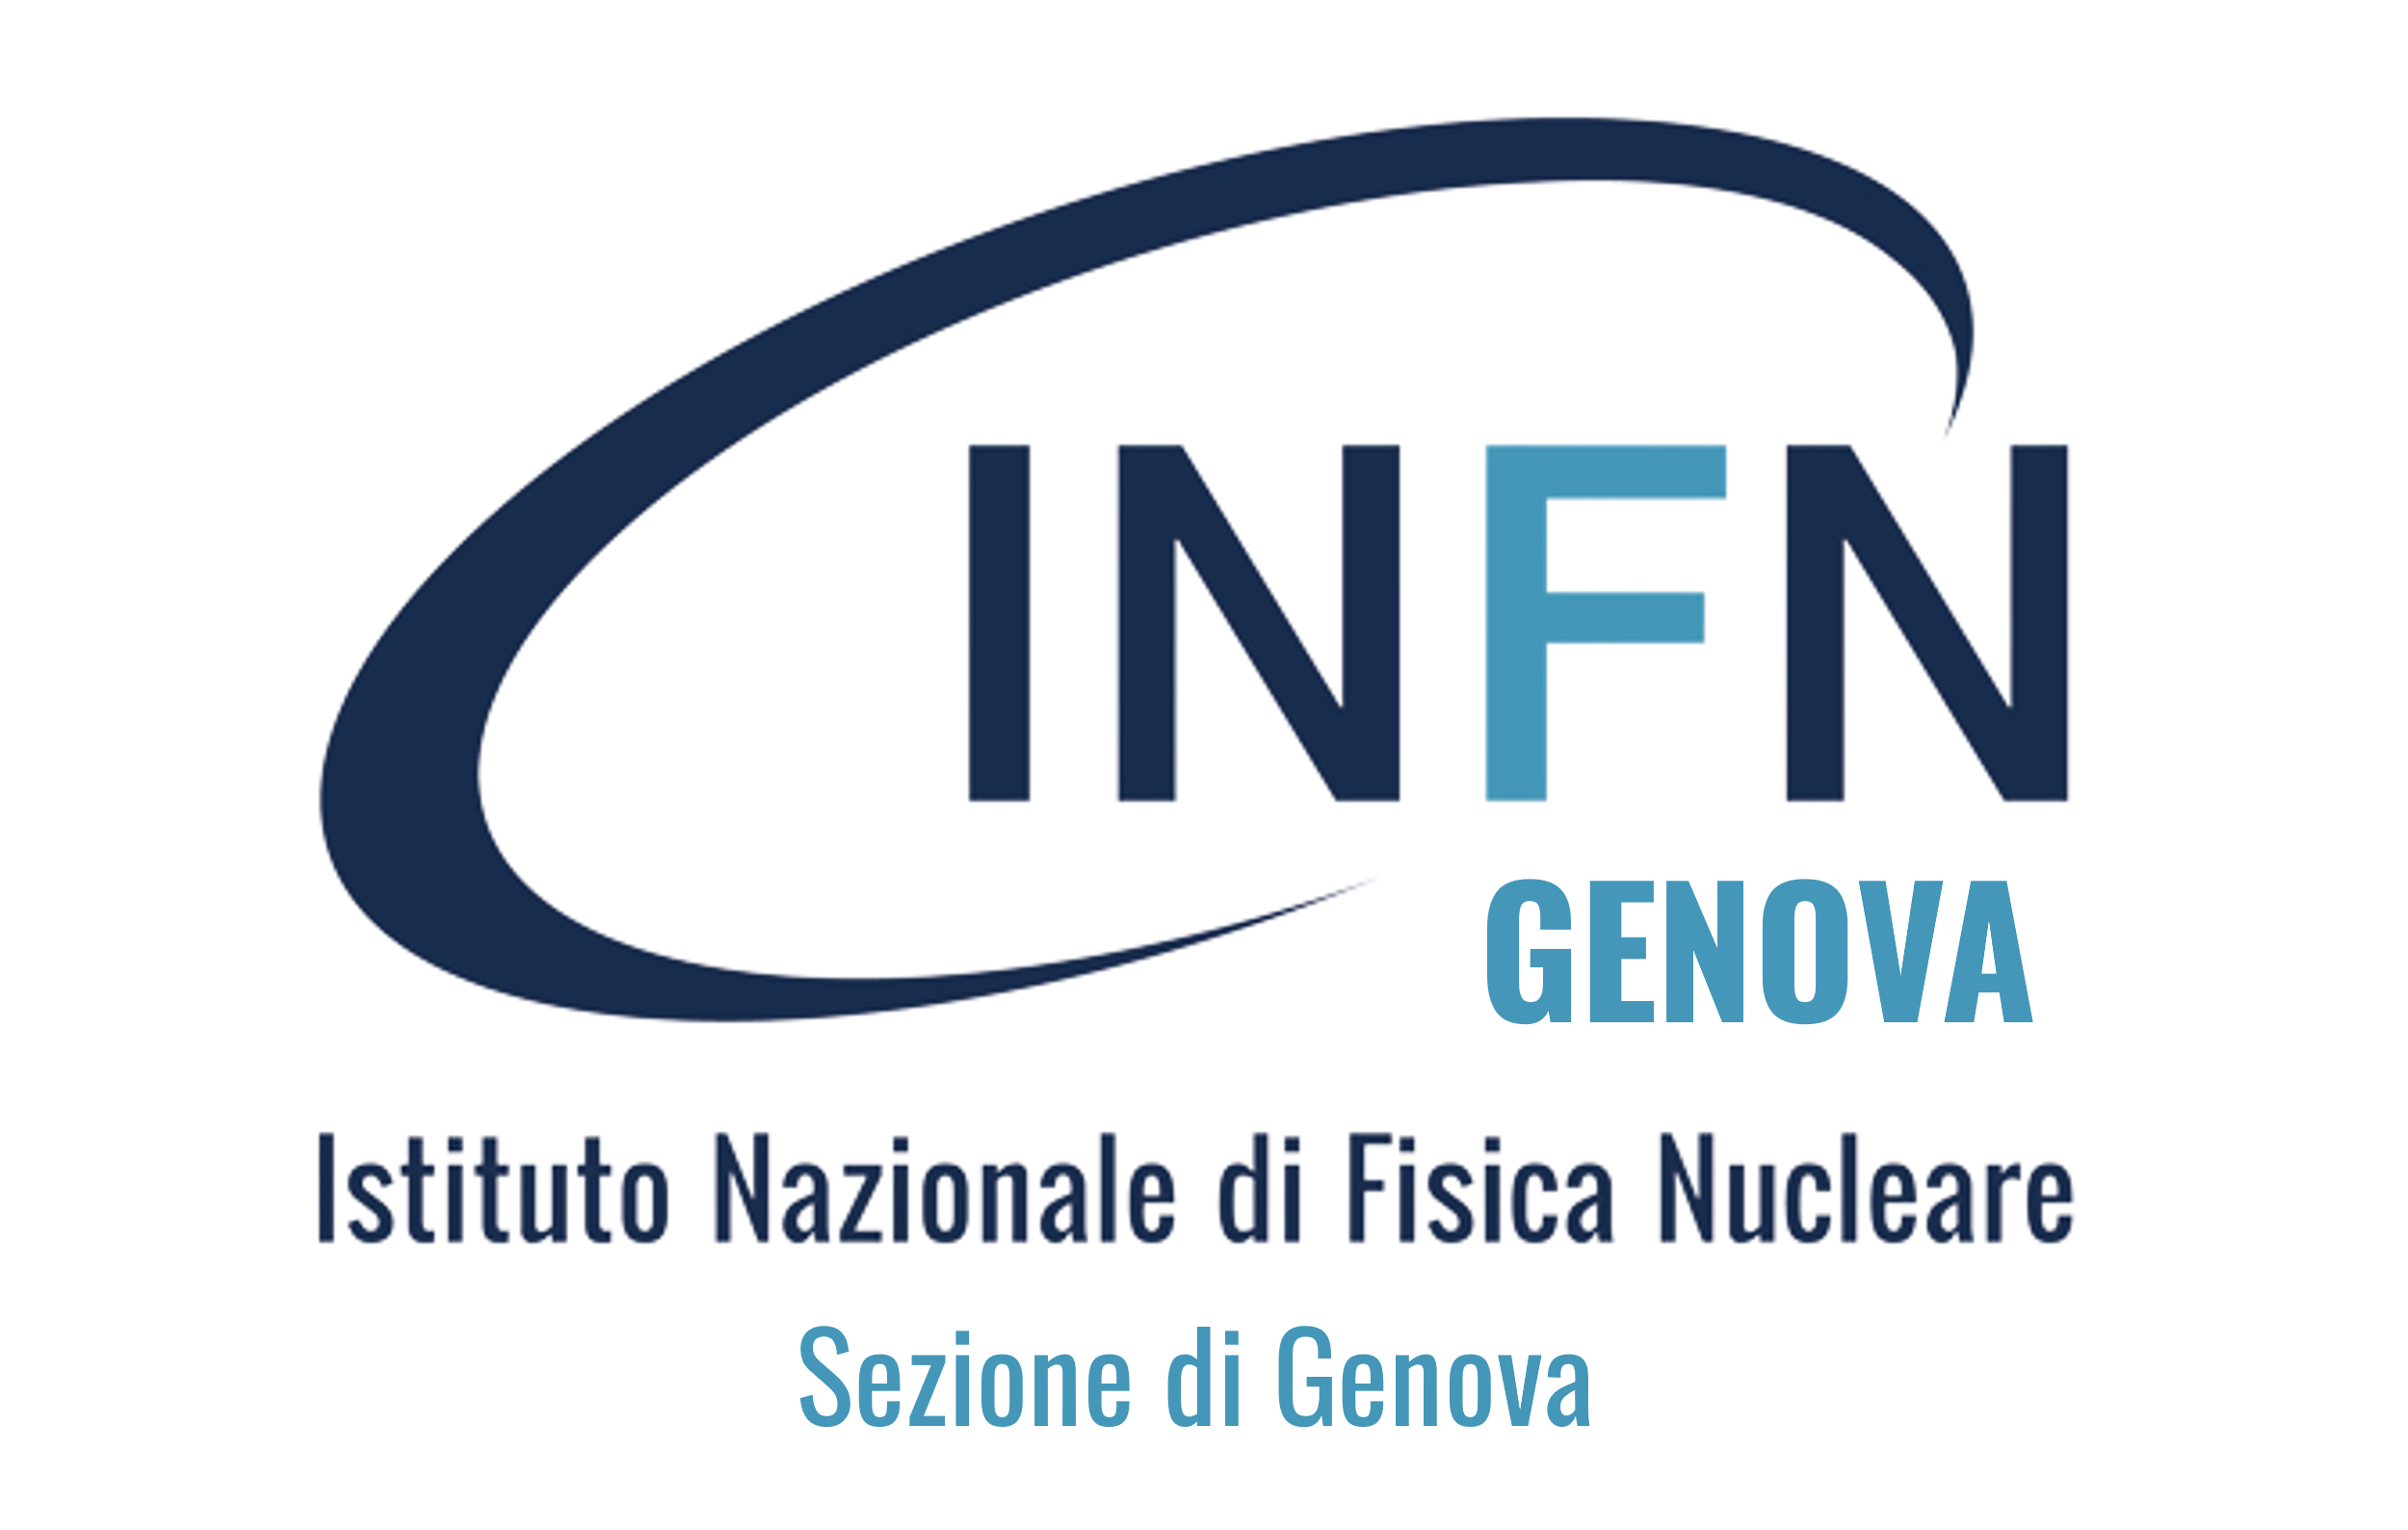 INFN
GENOVA
Istituto Nazionale di Fisica Nucleare
Sezione di Genova